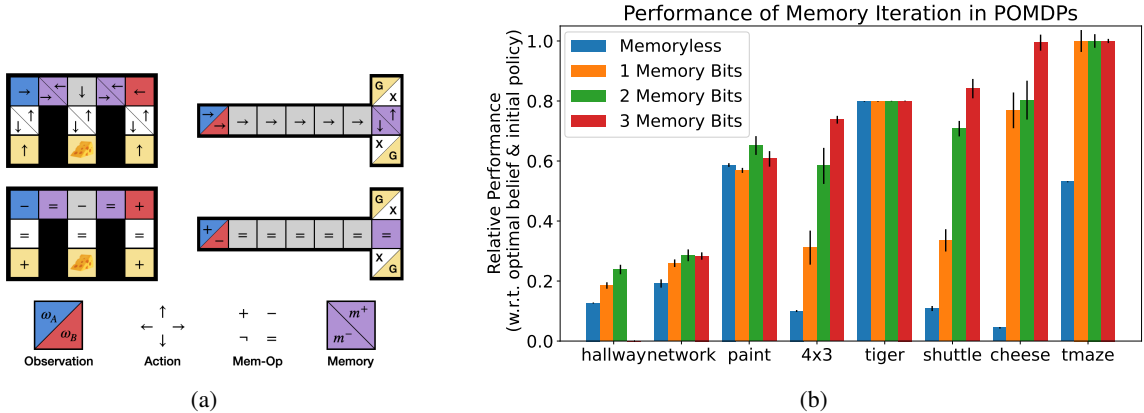 → ← → ↓ ← → ←
↓ ↑ ↓ ↑ ↓ ↑
↑ ↑
→ → → → → → → ↓ ↑
G X
X G
- = - = +
= = =
+ +
+ - = = = = = =
G X
X G
ωA ωB
↑ ← → ↓
+ -
¬ =
m+ m-
Observation Action Mem-Op Memory
(a)
Performance of Memory Iteration in POMDPs
Relative Performance
(w.r.t. optimal belief & initial policy)
1.0
0.8
0.6
0.4
0.2
0.0
Memoryless
1 Memory Bits
2 Memory Bits
3 Memory Bits
hallway network paint 4x3 tiger shuttle cheese tmaze
(b)